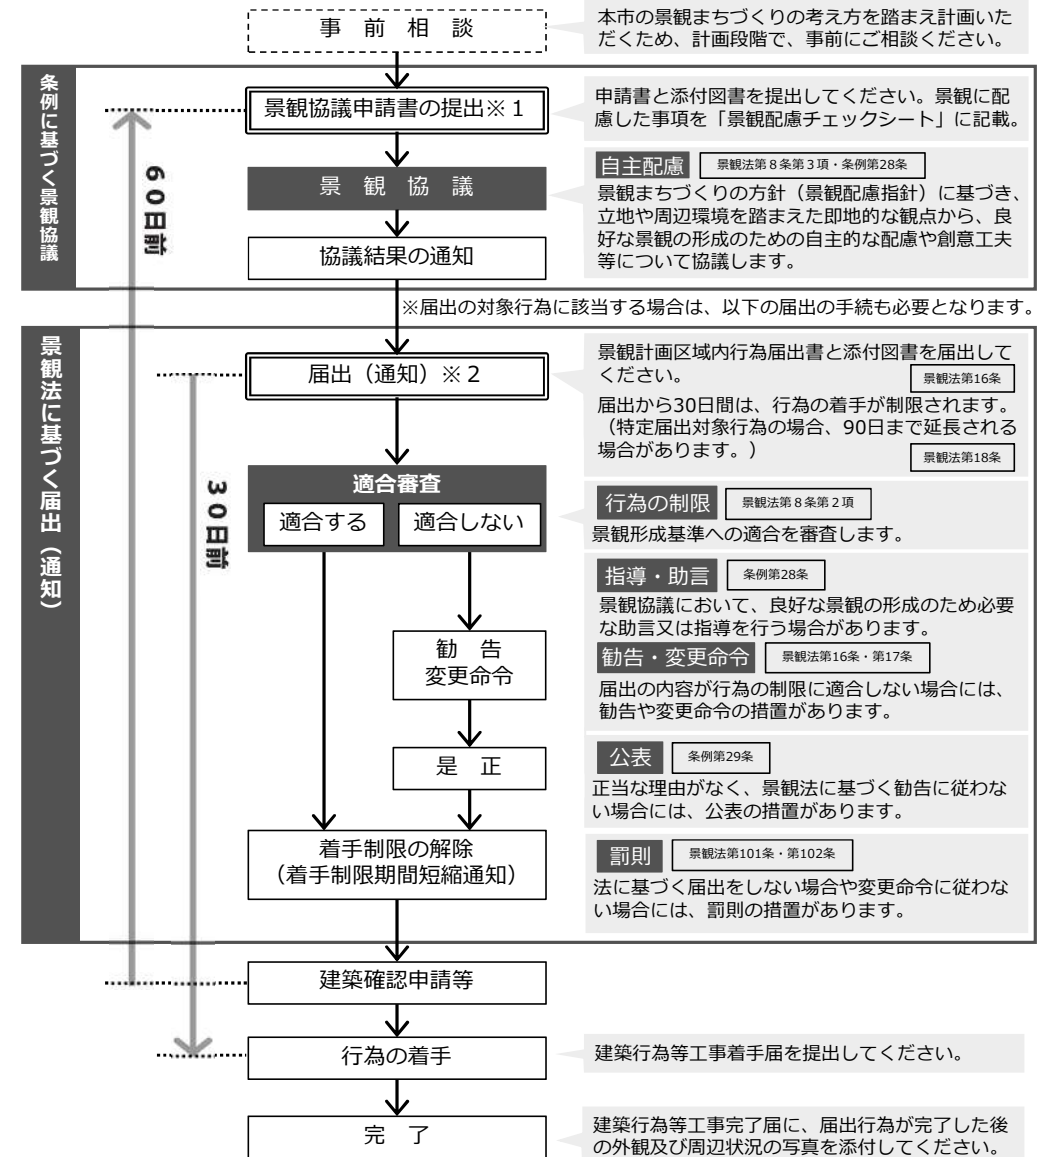 事　前　相　談
本市の景観まちづくりの考え方を踏まえ計画いた
だくため、計画段階で、事前にご相談ください。
条例に基づく景観協議
60日前
景観協議申請書の提出※１
申請書と添付図書を提出してください。景観に配
慮した事項を「景観配慮チェックシート」に記載。
景　観　協　議
自主配慮　景観法第８条第３項・条例第28条
景観まちづくりの方針（景観配慮指針）に基づき、
立地や周辺環境を踏まえた即地的な観点から、良
好な景観の形成のための自主的な配慮や創意工夫
等について協議します。
協議結果の通知
※届出の対象行為に該当する場合は、以下の届出の手続も必要となります。
景観法に基づく届出（通知）
30日前
届出（通知）※２
景観計画区域内行為届出書と添付図書を届出して
ください。
景観法第16条
届出から30日間は、行為の着手が制限されます。
（特定届出対象行為の場合、90日まで延長される
場合があります。）
景観法第18条
適合審査
適合する
適合しない
行為の制限　景観法第８条第２項
景観形成基準への適合を審査します。
指導・助言　条例第28条
景観協議において、良好な景観の形成のため必要
な助言又は指導を行う場合があります。
勧　告
変更命令
勧告・変更命令　景観法第16条・第17条
届出の内容が行為の制限に適合しない場合には、
勧告や変更命令の措置があります。
是　正
公表　条例第29条
正当な理由がなく、景観法に基づく勧告に従わな
い場合には、公表の措置があります。
着手制限の解除
（着手制限期間短縮通知）
罰則　景観法第101条・第102条
法に基づく届出をしない場合や変更命令に従わな
い場合には、罰則の措置があります。
建築確認申請等
行為の着手
建築行為等工事着手届を提出してください。
完　了
建築行為等工事完了届に、届出行為が完了した後
の外観及び周辺状況の写真を添付してください。